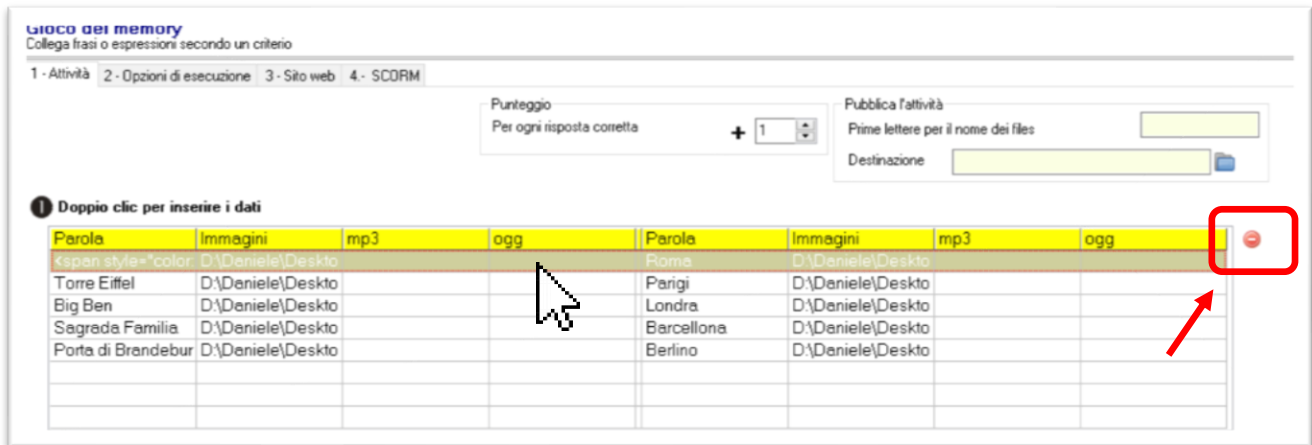 Gioco del memory
Collega frasi o espressioni secondo un criterio
1 - Attività 2 - Opzioni di esecuzione 3 - Sito web 4.- SCORM
Punteggio
Per ogni risposta corretta + 1
Pubblica l'attività
Prime lettere per il nome dei files
Destinazione
1 Doppio clic per inserire i dati
Parola Immagini mp3 ogg Parola Immagini mp3 ogg
<span style="color: D:\Daniele\Deskto Roma D:\Daniele\Deskto
Torre Eiffel D:\Daniele\Deskto Parigi D:\Daniele\Deskto
Big Ben D:\Daniele\Deskto Londra D:\Daniele\Deskto
Sagrada Familia D:\Daniele\Deskto Barcellona D:\Daniele\Deskto
Porta di Brandebur D:\Daniele\Deskto Berlino D:\Daniele\Deskto